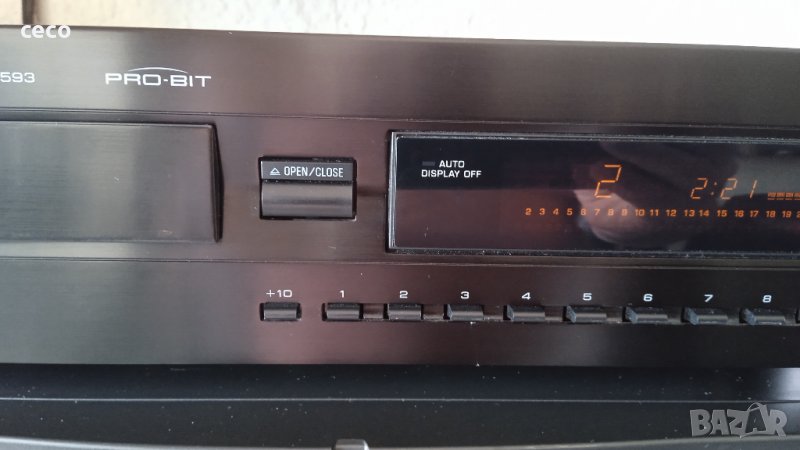 ceco
593 PRO-BIT
OPEN/CLOSE
AUTO
DISPLAY OFF
2 2:21
2 3 4 5 6 7 8 9 10 11 12 13 14 15 16 17 18 19
+10 1 2 3 4 5 6 7 8
BAZAR